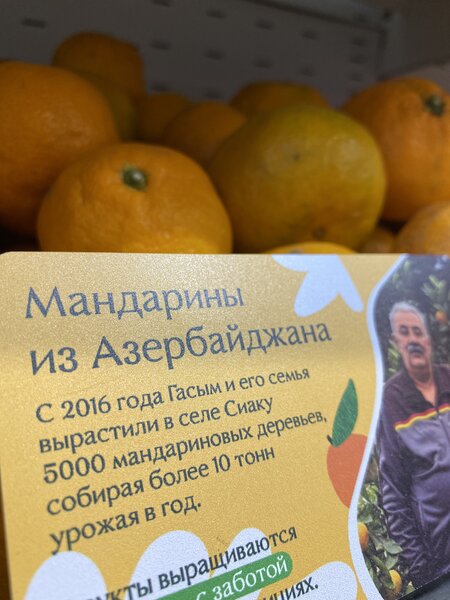 Мандарины
из Азербайджана
С 2016 года Гасым и его семья
вырастили в селе Сиаку
5000 мандариновых деревьев,
собирая более 10 тонн
урожая в год.
выращиваются
с заботой